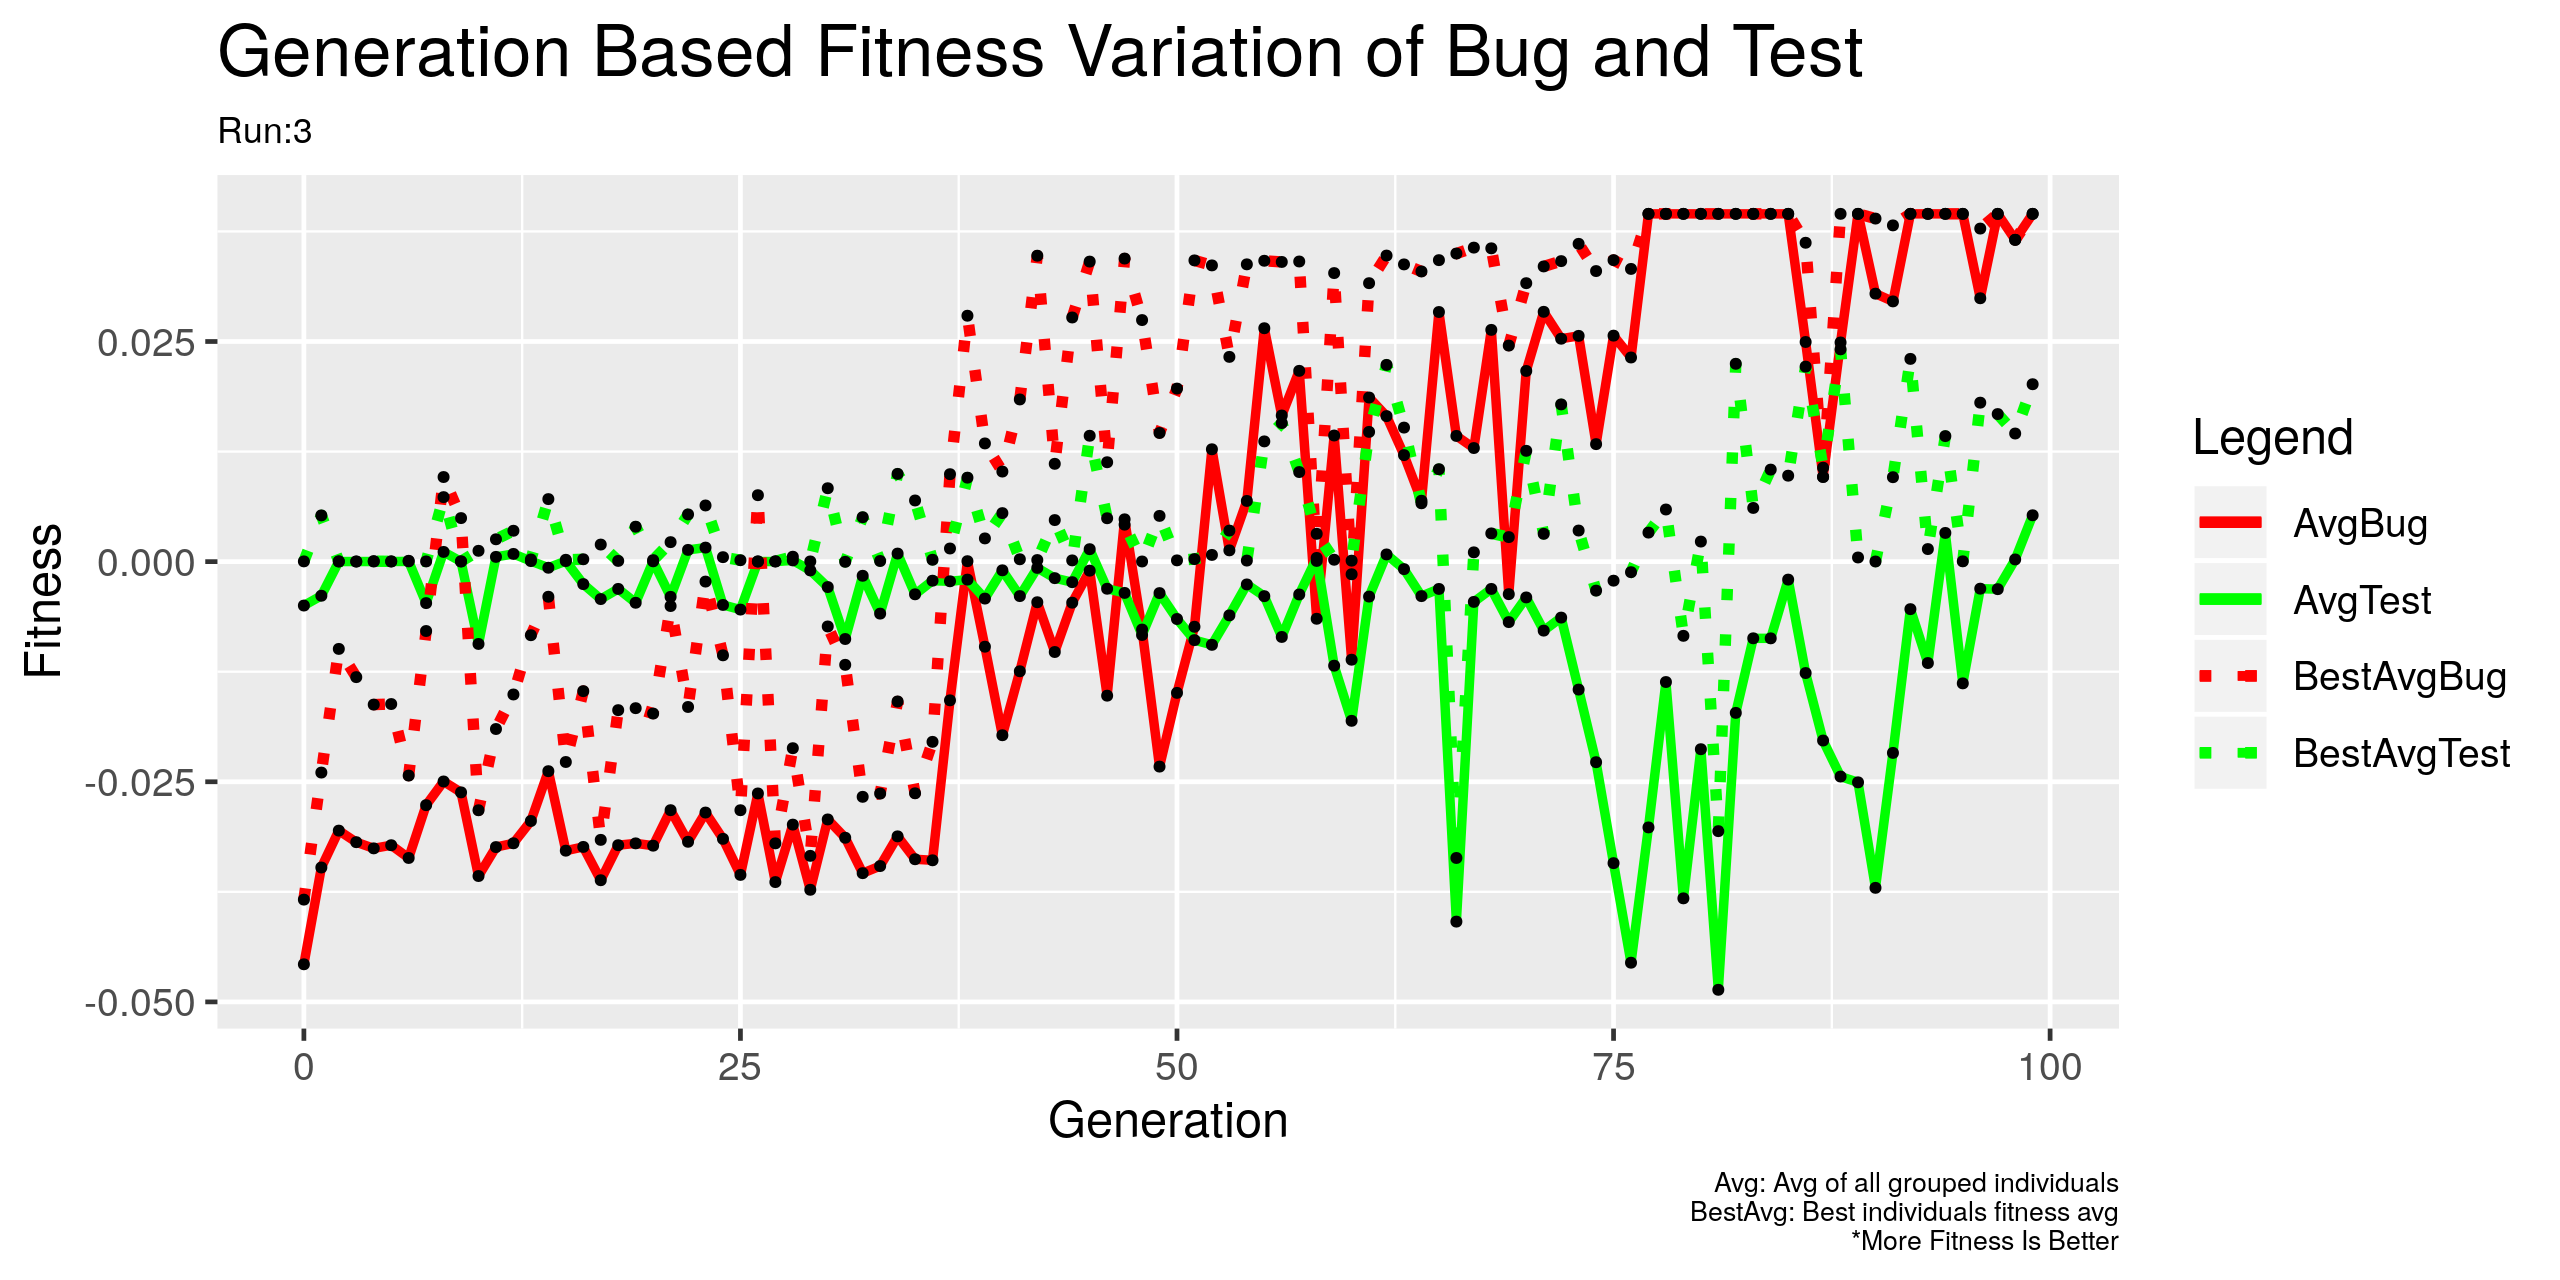 Generation Based Fitness Variation of Bug and Test
Run:3
Fitness
0.025
0.000
-0.025
-0.050
0
25
50
75
100
Generation
Legend
AvgBug
AvgTest
BestAvgBug
BestAvgTest
Avg: Avg of all grouped individuals
BestAvg: Best individuals fitness avg
*More Fitness Is Better